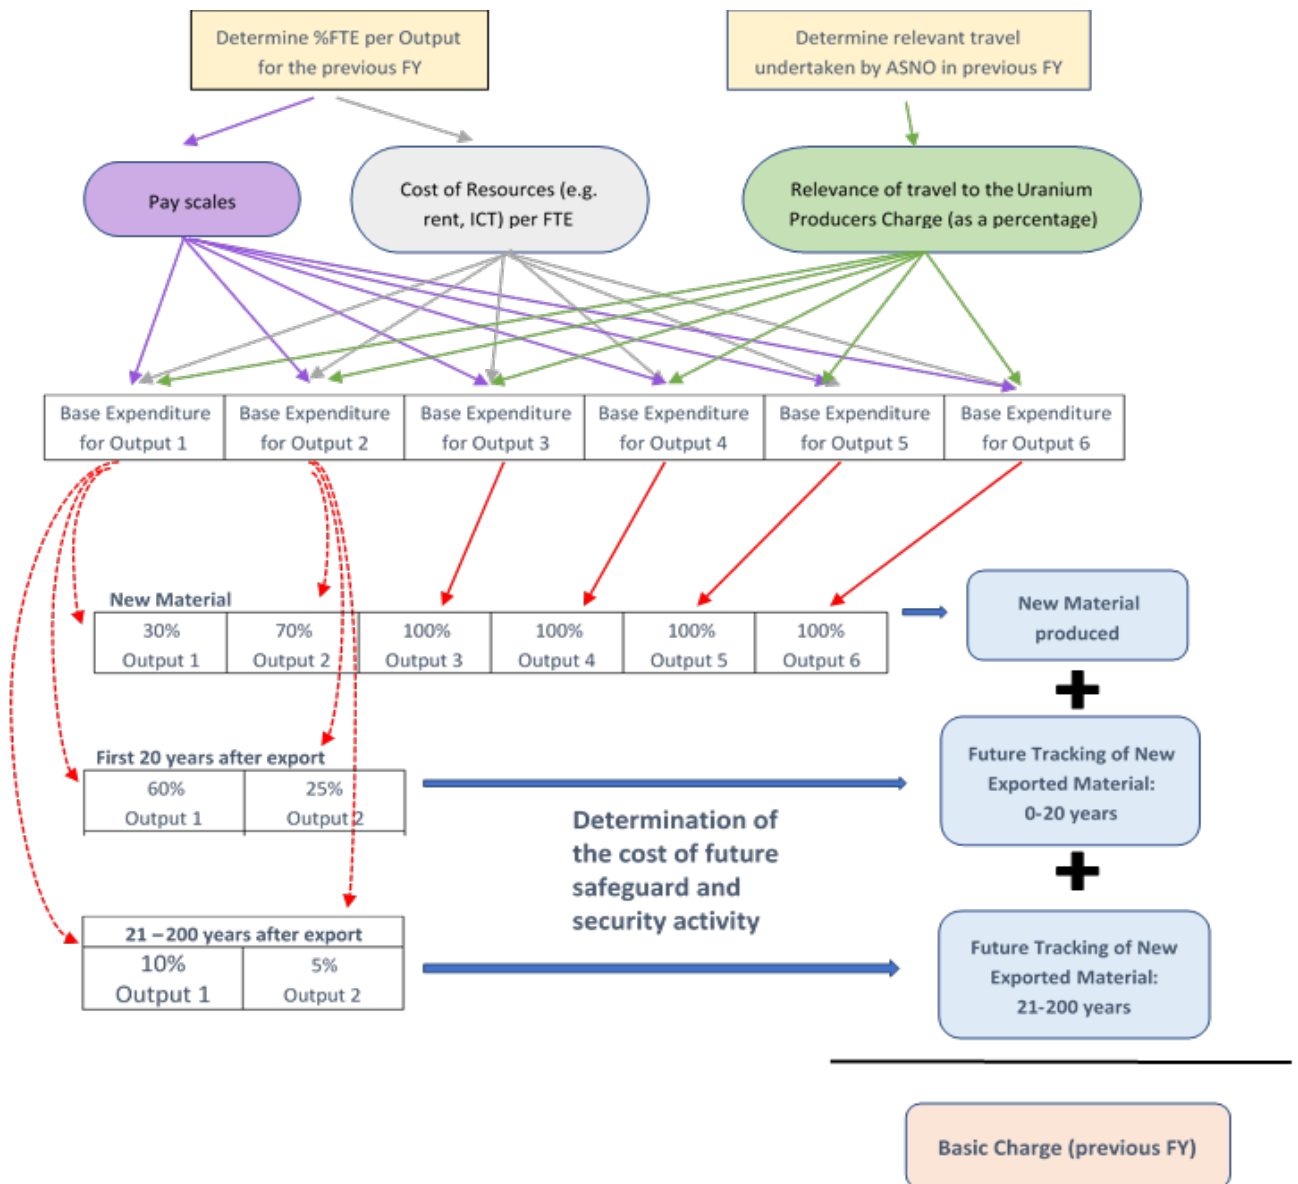 Determine %FTE per Output
for the previous FY
Determine relevant travel
undertaken by ASNO in previous FY
Pay scales
Cost of Resources (e.g.
rent, ICT) per FTE
Relevance of travel to the Uranium
Producers Charge (as a percentage)
Base Expenditure
for Output 1
Base Expenditure
for Output 2
Base Expenditure
for Output 3
Base Expenditure
for Output 4
Base Expenditure
for Output 5
Base Expenditure
for Output 6
New Material
30%
Output 1
70%
Output 2
100%
Output 3
100%
Output 4
100%
Output 5
100%
Output 6
New Material
produced
First 20 years after export
60%
Output 1
25%
Output 2
Future Tracking of New
Exported Material:
0-20 years
Determination of
the cost of future
safeguard and
security activity
21 – 200 years after export
10%
Output 1
5%
Output 2
Future Tracking of New
Exported Material:
21-200 years
Basic Charge (previous FY)